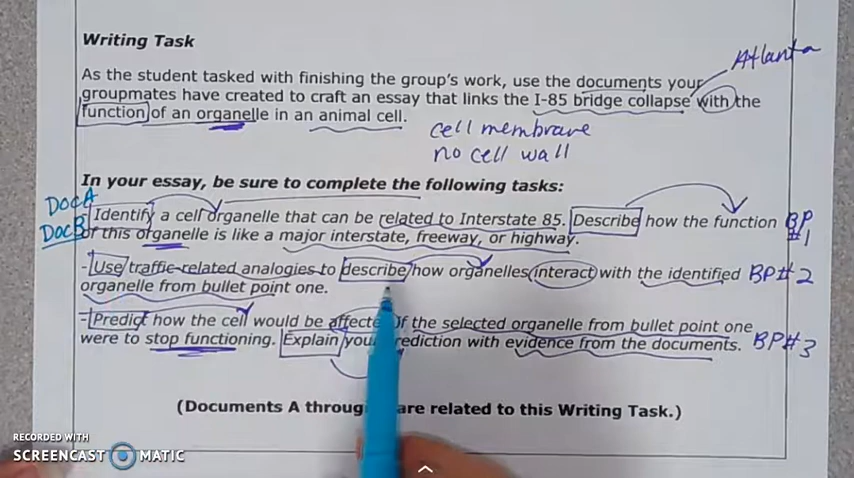 Writing Task
Atlanta
As the student tasked with finishing the group's work, use the documents your
groupmates have created to craft an essay that links the I-85 bridge collapse with the
function of an organelle in an animal cell.
cell membrane
no cell wall
In your essay, be sure to complete the following tasks:
Doc A
- Identify a cell organelle that can be related to Interstate 85. Describe how the function BP #1
Doc B
of this organelle is like a major interstate, freeway, or highway.
- Use traffic-related analogies to describe how organelles interact with the identified BP#2
organelle from bullet point one.
- Predict how the cell would be affected if the selected organelle from bullet point one
were to stop functioning. Explain your prediction with evidence from the documents. BP#3
(Documents A through are related to this Writing Task.)
RECORDED WITH
SCREENCAST MATIC